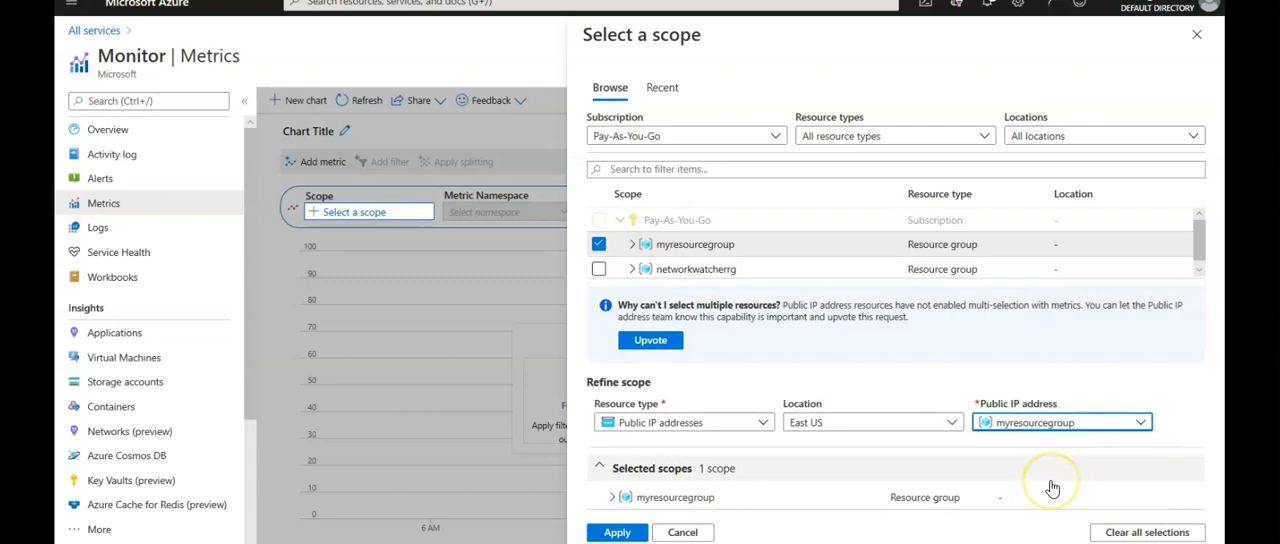 Microsoft Azure
Search resources, services, and docs (G+/)
DEFAULT DIRECTORY
All services >
Monitor | Metrics
Microsoft
Search (Ctrl+/)
«
Overview
Activity log
Alerts
Metrics
Logs
Service Health
Workbooks
Insights
Applications
Virtual Machines
Storage accounts
Containers
Networks (preview)
Azure Cosmos DB
Key Vaults (preview)
Azure Cache for Redis (preview)
More
New chart
Refresh
Share
Feedback
Chart Title
Add metric
Add filter
Apply splitting
Scope
Metric Namespace
Select a scope
Select namespace
100
90
80
70
60
50
40
30
20
10
0
6 AM
Apply filte
Select a scope
Browse
Recent
Subscription
Resource types
Locations
Pay-As-You-Go
All resource types
All locations
Search to filter items...
Scope
Resource type
Location
Pay-As-You-Go
Subscription
-
myresourcegroup
Resource group
-
networkwatcherrg
Resource group
-
Why can't I select multiple resources? Public IP address resources have not enabled multi-selection with metrics. You can let the Public IP
address team know this capability is important and upvote this request.
Upvote
Refine scope
Resource type *
Location
*Public IP address
Public IP addresses
East US
myresourcegroup
Selected scopes 1 scope
myresourcegroup
Resource group
-
Apply
Cancel
Clear all selections